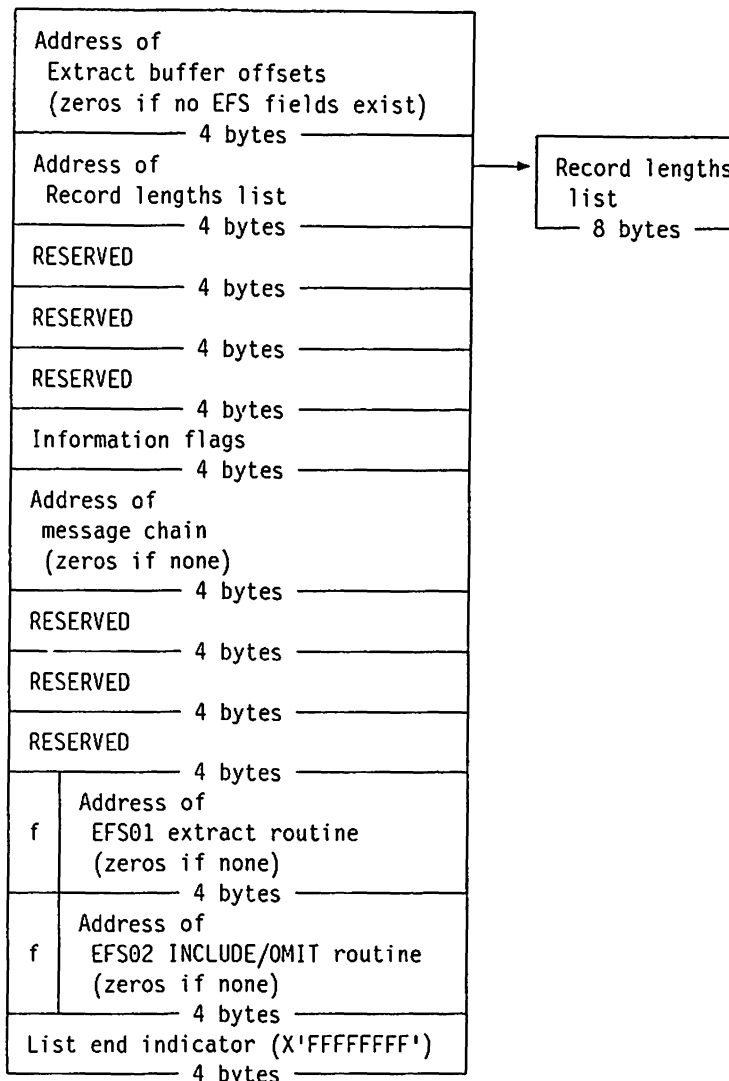 Address of
Extract buffer offsets
(zeros if no EFS fields exist)
4 bytes
Address of
Record lengths list
4 bytes
Record lengths
list
8 bytes
RESERVED
4 bytes
RESERVED
4 bytes
RESERVED
4 bytes
Information flags
4 bytes
Address of
message chain
(zeros if none)
4 bytes
RESERVED
4 bytes
RESERVED
4 bytes
RESERVED
4 bytes
Address of
f EFS01 extract routine
(zeros if none)
4 bytes
Address of
f EFS02 INCLUDE/OMIT routine
(zeros if none)
4 bytes
List end indicator (X'FFFFFFFF')
4 bytes